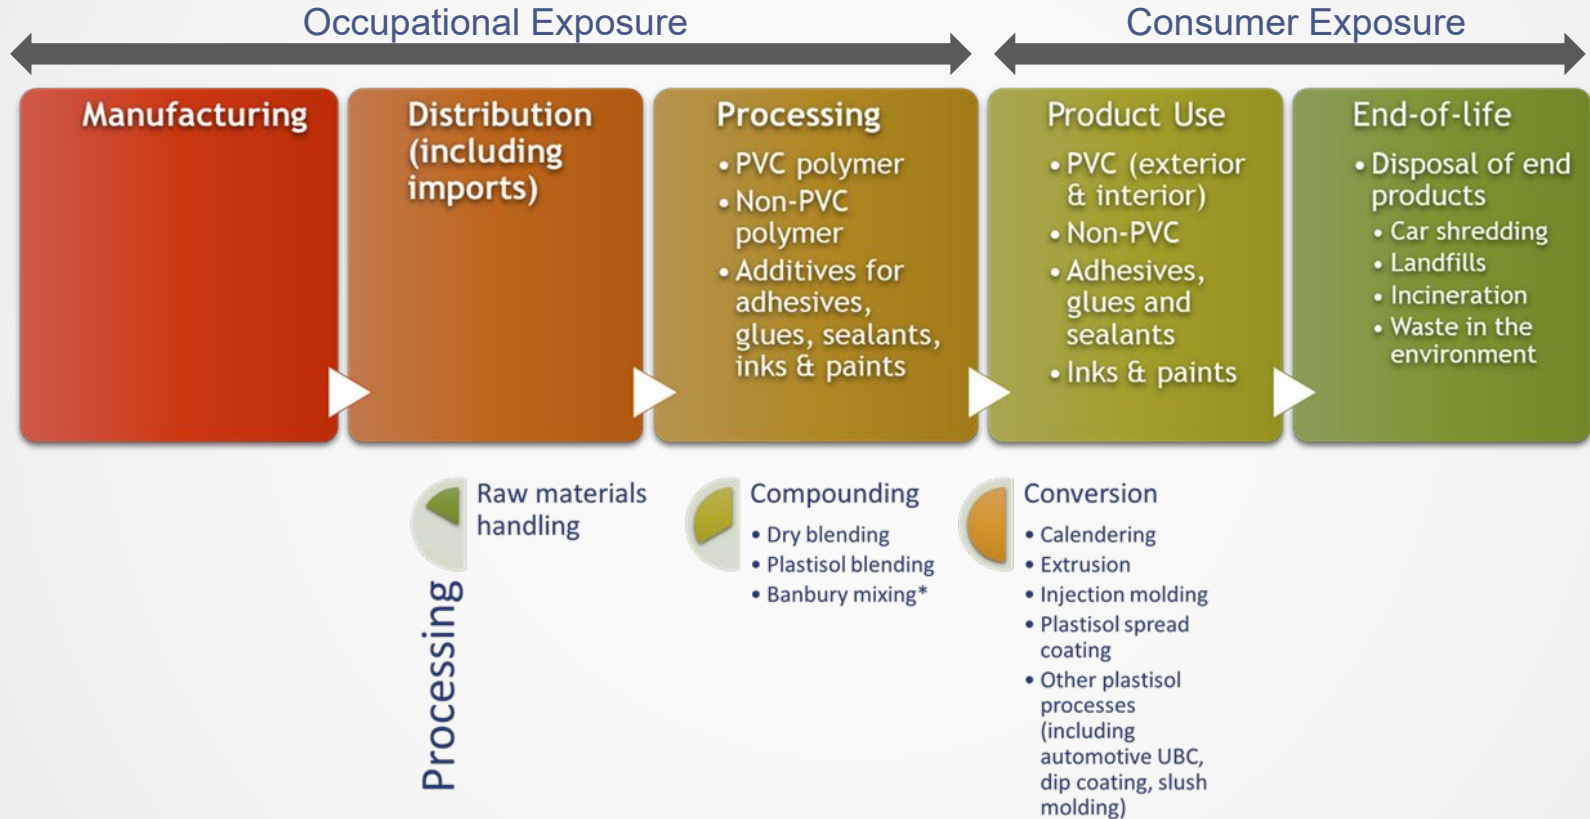 Occupational Exposure
Consumer Exposure
Manufacturing
Distribution
(including
imports)
Processing
• PVC polymer
• Non-PVC
polymer
• Additives for
adhesives,
glues, sealants,
inks & paints
Product Use
• PVC (exterior
& interior)
• Non-PVC
• Adhesives,
glues and
sealants
• Inks & paints
End-of-life
• Disposal of end
products
• Car shredding
• Landfills
• Incineration
• Waste in the
environment
Processing
Raw materials
handling
Compounding
• Dry blending
• Plastisol blending
• Banbury mixing*
Conversion
• Calendering
• Extrusion
• Injection molding
• Plastisol spread
coating
• Other plastisol
processes
(including
automotive UBC,
dip coating, slush
molding)